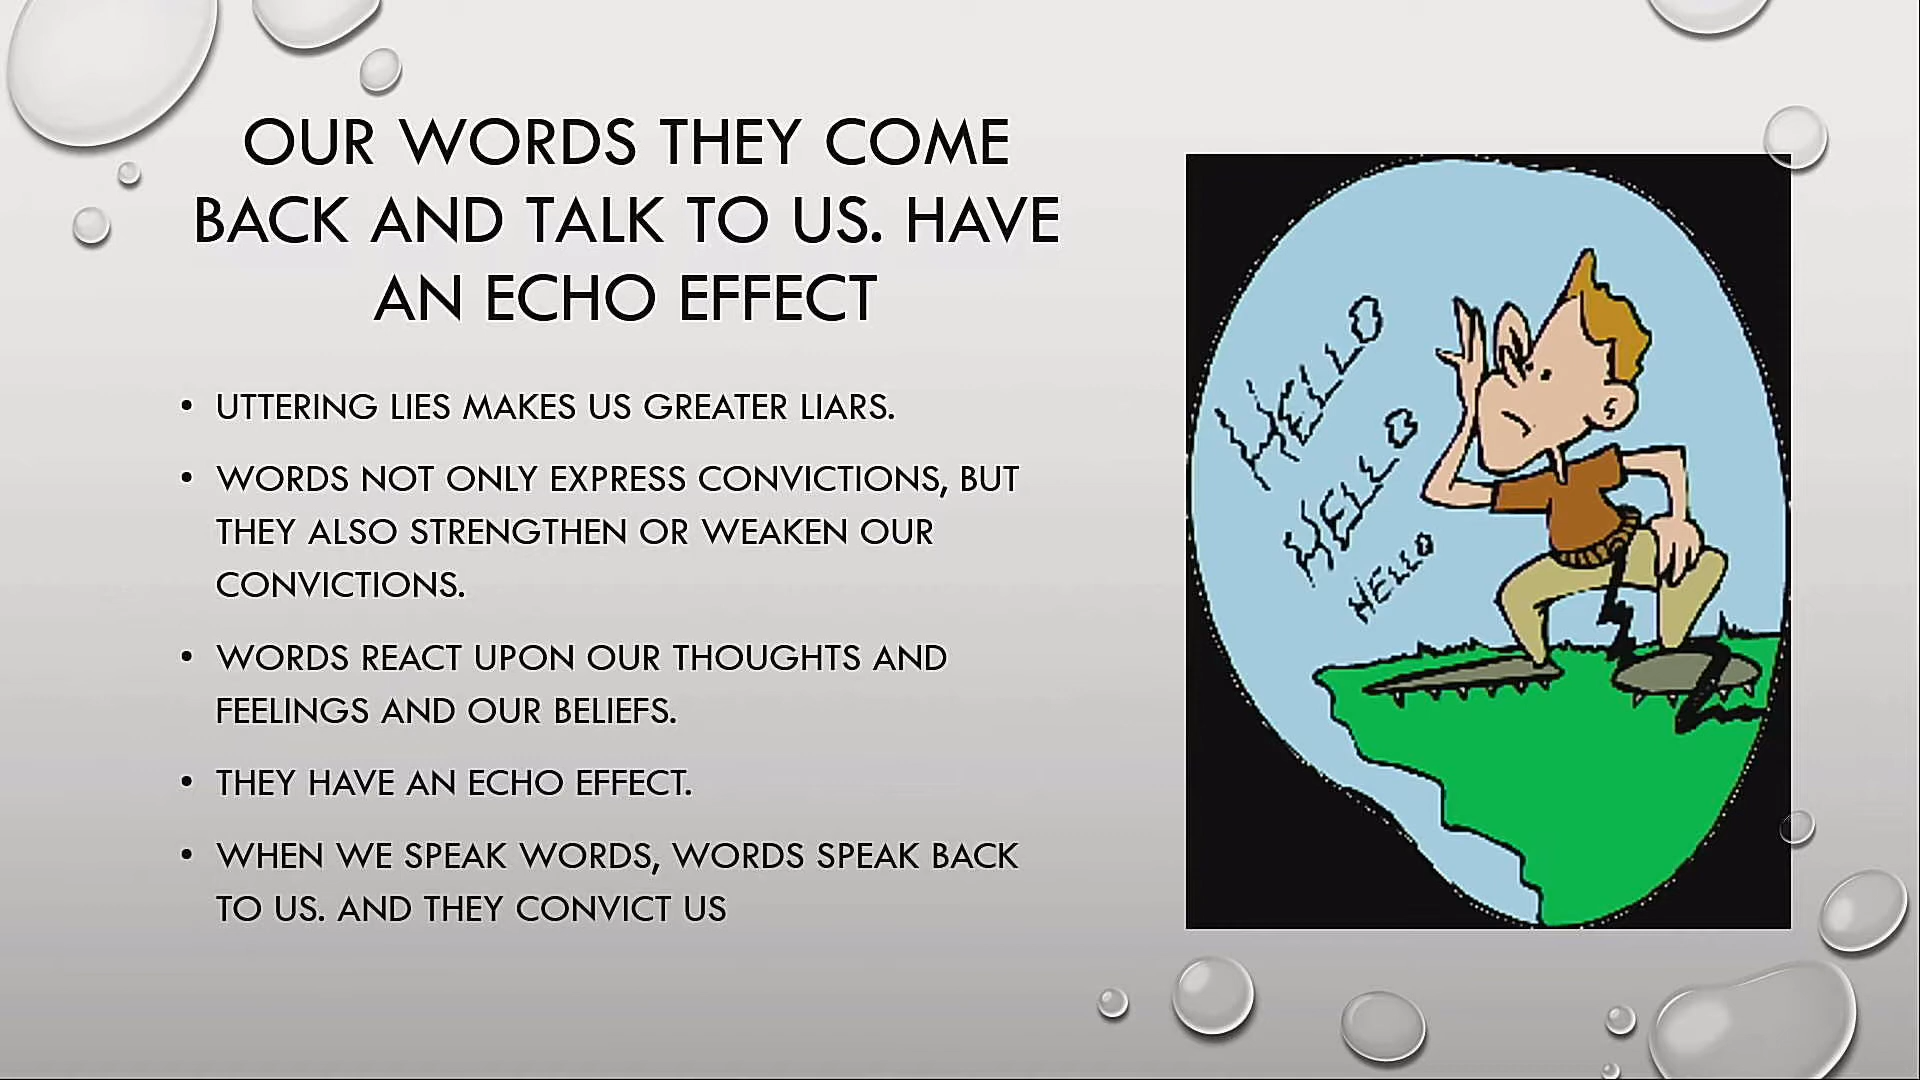 OUR WORDS THEY COME
BACK AND TALK TO US. HAVE
AN ECHO EFFECT
• UTTERING LIES MAKES US GREATER LIARS.
• WORDS NOT ONLY EXPRESS CONVICTIONS, BUT
THEY ALSO STRENGTHEN OR WEAKEN OUR
CONVICTIONS.
• WORDS REACT UPON OUR THOUGHTS AND
FEELINGS AND OUR BELIEFS.
• THEY HAVE AN ECHO EFFECT.
• WHEN WE SPEAK WORDS, WORDS SPEAK BACK
TO US. AND THEY CONVICT US
HELLO
HELLO
HELLO